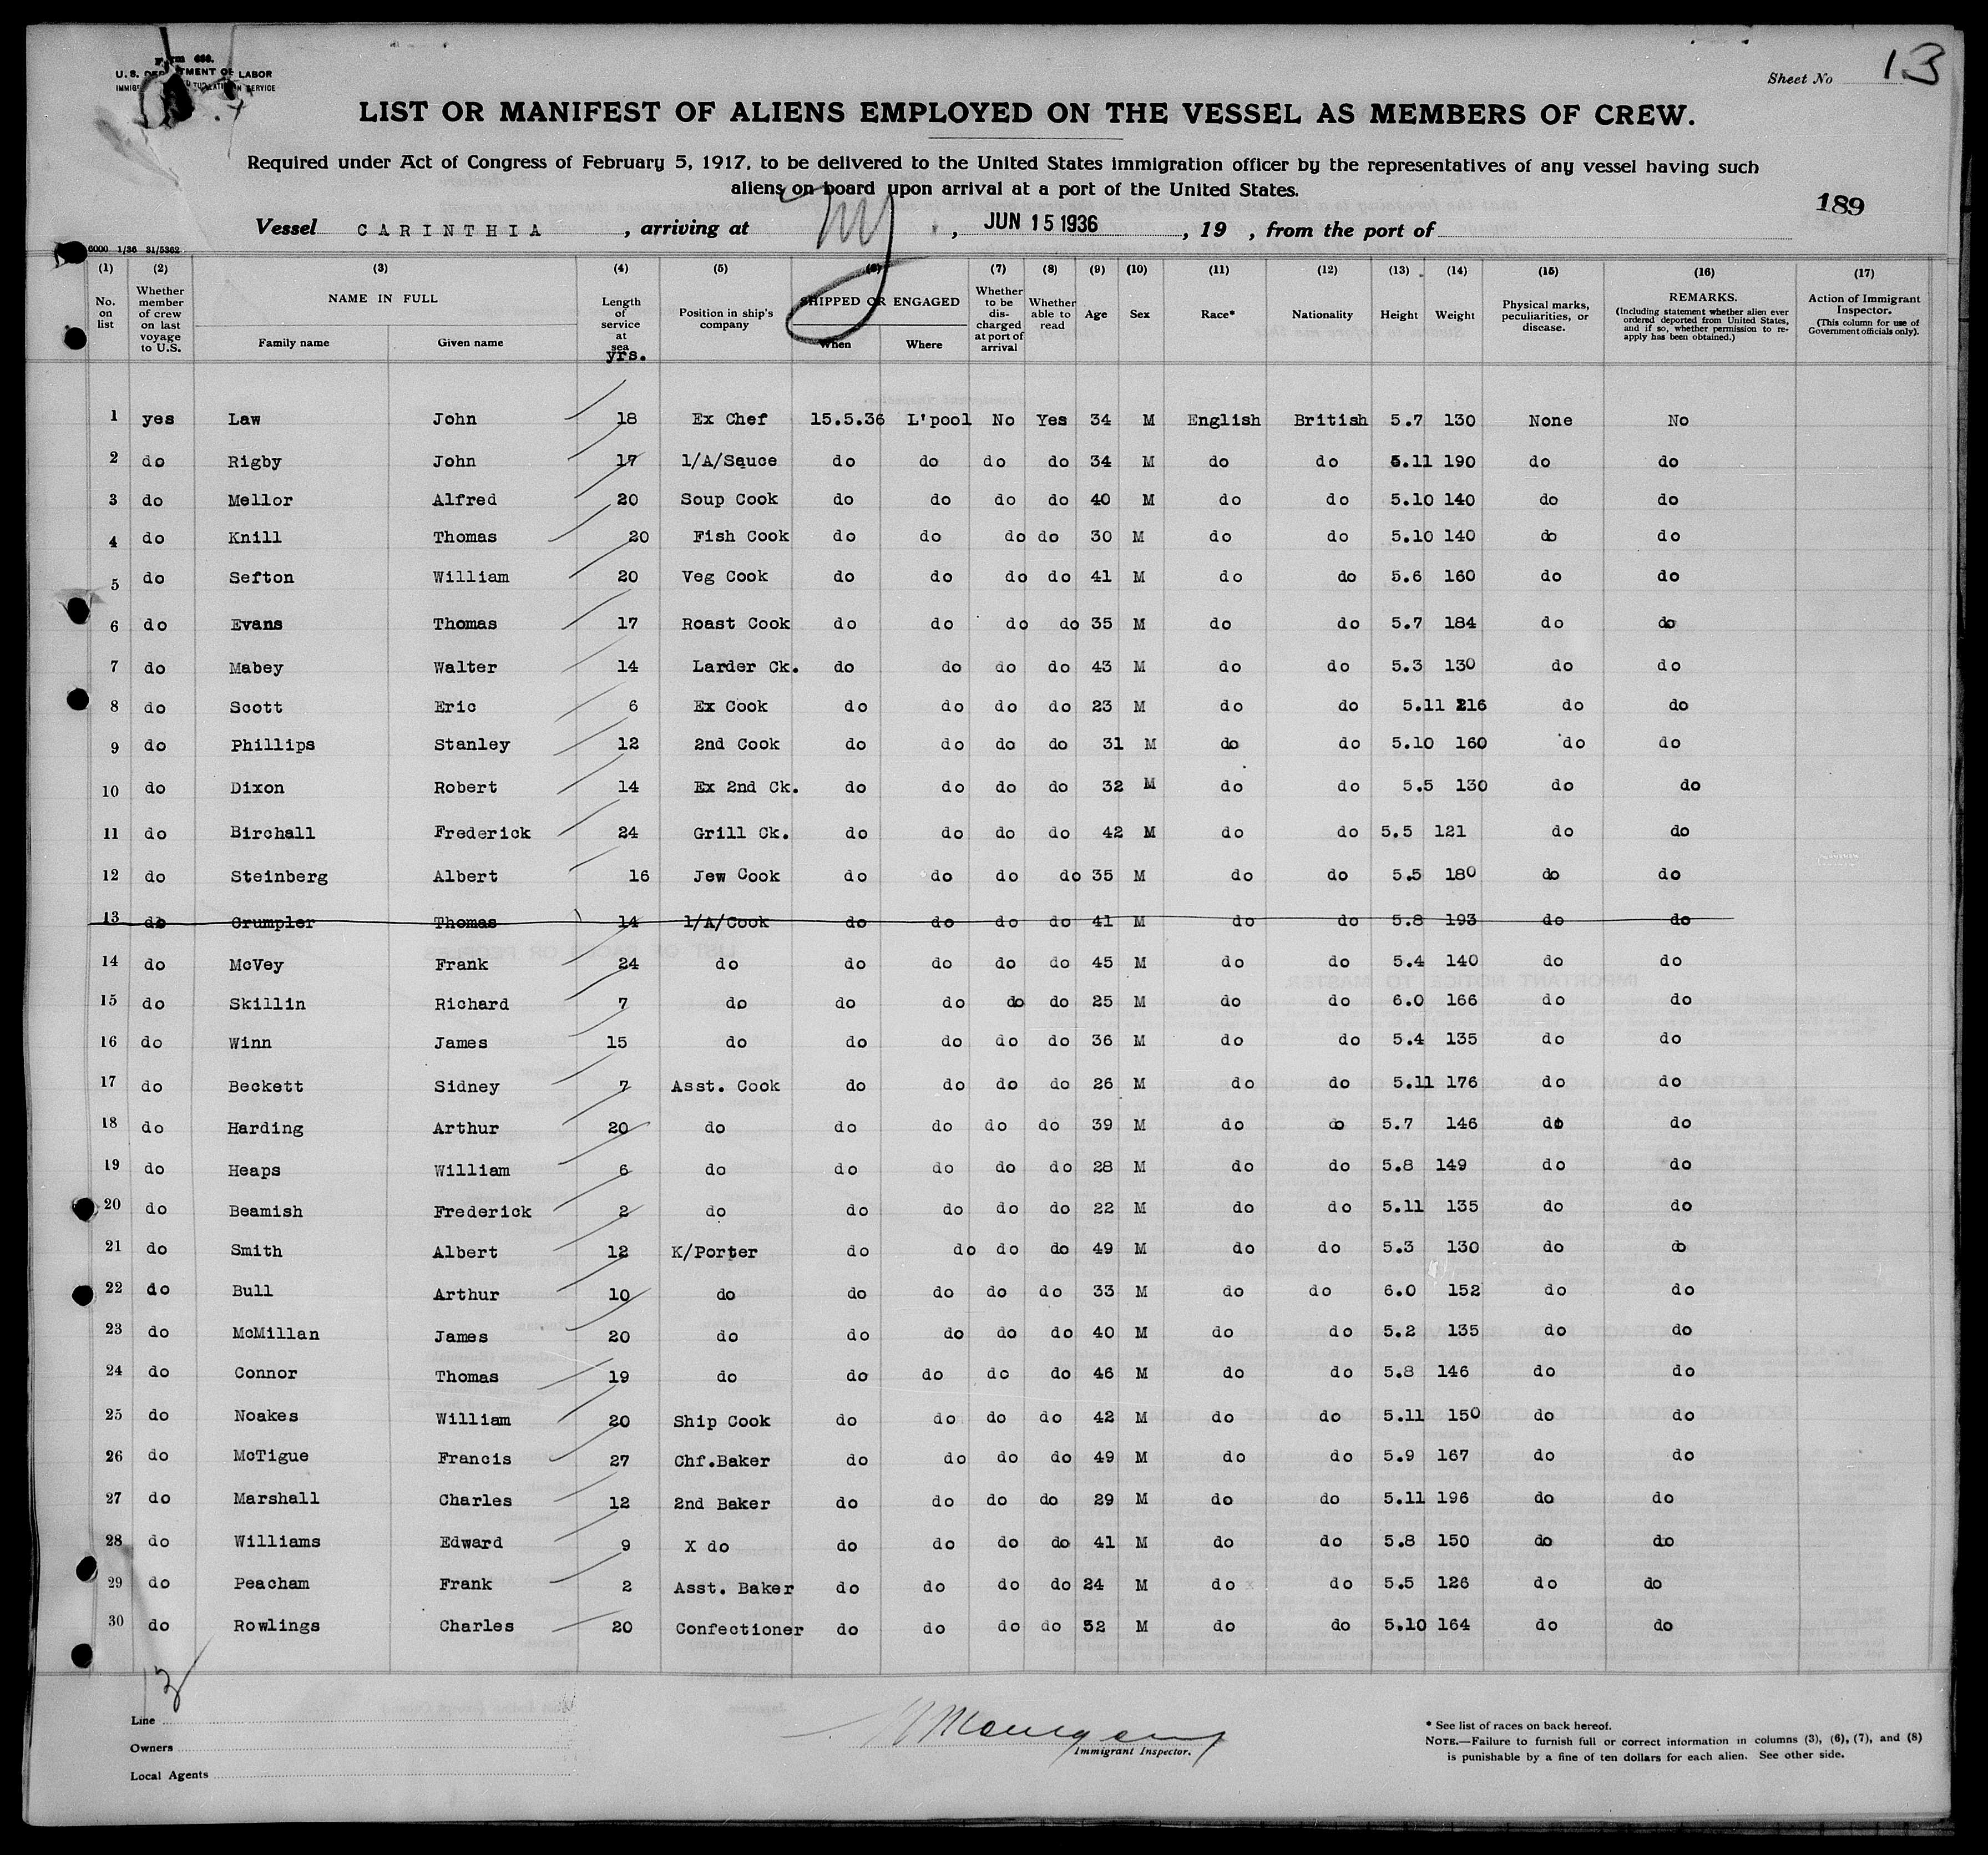 Form 686.
U. S. DEPARTMENT OF LABOR
IMMIGRATION NATURALIZATION SERVICE
Sheet No 13
LIST OR MANIFEST OF ALIENS EMPLOYED ON THE VESSEL AS MEMBERS OF CREW.
Required under Act of Congress of February 5, 1917, to be delivered to the United States immigration officer by the representatives of any vessel having such
aliens on board upon arrival at a port of the United States.
189
Vessel CARINTHIA , arriving at NY , JUN 15 1936 , 19 , from the port of
6000 1/36 31/5362
(1) (2) (3) (4) (5) (6) (7) (8) (9) (10) (11) (12) (13) (14) (15) (16) (17)
No. on list Whether member of crew on last voyage to U.S. NAME IN FULL Family name Given name Length of service at sea yrs. Position in ship's company SHIPPED OR ENGAGED When Where Whether to be discharged at port of arrival Whether able to read Age Sex Race* Nationality Height Weight Physical marks, peculiarities, or disease. REMARKS. (Including statement whether alien ever ordered deported from United States, and if so, whether permission to reapply has been obtained.) Action of Immigrant Inspector. (This column for use of Government officials only).
1 yes Law John 18 Ex Chef 15.5.36 L'pool No Yes 34 M English British 5.7 130 None No
2 do Rigby John 17 1/A/Sauce do do do do 34 M do do 5.11 190 do do
3 do Mellor Alfred 20 Soup Cook do do do do 40 M do do 5.10 140 do do
4 do Knill Thomas 20 Fish Cook do do do do 30 M do do 5.10 140 do do
5 do Sefton William 20 Veg Cook do do do do 41 M do do 5.6 160 do do
6 do Evans Thomas 17 Roast Cook do do do do 35 M do do 5.7 184 do do
7 do Mabey Walter 14 Larder Ck. do do do do 43 M do do 5.3 130 do do
8 do Scott Eric 6 Ex Cook do do do do 23 M do do 5.11 216 do do
9 do Phillips Stanley 12 2nd Cook do do do do 31 M do do 5.10 160 do do
10 do Dixon Robert 14 Ex 2nd Ck. do do do do 32 M do do 5.5 130 do do
11 do Birchall Frederick 24 Grill Ck. do do do do 42 M do do 5.5 121 do do
12 do Steinberg Albert 16 Jew Cook do do do do 35 M do do 5.5 180 do do
13 do Crumpler Thomas 14 1/A/Cook do do do do 41 M do do 5.8 193 do do
14 do McVey Frank 24 do do do do do 45 M do do 5.4 140 do do
15 do Skillin Richard 7 do do do do do 25 M do do 6.0 166 do do
16 do Winn James 15 do do do do do 36 M do do 5.4 135 do do
17 do Beckett Sidney 7 Asst. Cook do do do do 26 M do do 5.11 176 do do
18 do Harding Arthur 20 do do do do do 39 M do do 5.7 146 do do
19 do Heaps William 6 do do do do do 28 M do do 5.8 149 do do
20 do Beamish Frederick 2 do do do do do 22 M do do 5.11 135 do do
21 do Smith Albert 12 K/Porter do do do do 49 M do do 5.3 130 do do
22 do Bull Arthur 10 do do do do do 33 M do do 6.0 152 do do
23 do McMillan James 20 do do do do do 40 M do do 5.2 135 do do
24 do Connor Thomas 19 do do do do do 46 M do do 5.8 146 do do
25 do Noakes William 20 Ship Cook do do do do 42 M do do 5.11 150 do do
26 do McTigue Francis 27 Chf.Baker do do do do 49 M do do 5.9 167 do do
27 do Marshall Charles 12 2nd Baker do do do do 29 M do do 5.11 196 do do
28 do Williams Edward 9 X do do do do do 41 M do do 5.8 150 do do
29 do Peacham Frank 2 Asst. Baker do do do do 24 M do do 5.5 126 do do
30 do Rowlings Charles 20 Confectioner do do do do 32 M do do 5.10 164 do do
Line
Owners
Local Agents
Immigrant Inspector.
* See list of races on back hereof.
NOTE.—Failure to furnish full or correct information in columns (3), (6), (7), and (8)
is punishable by a fine of ten dollars for each alien. See other side.